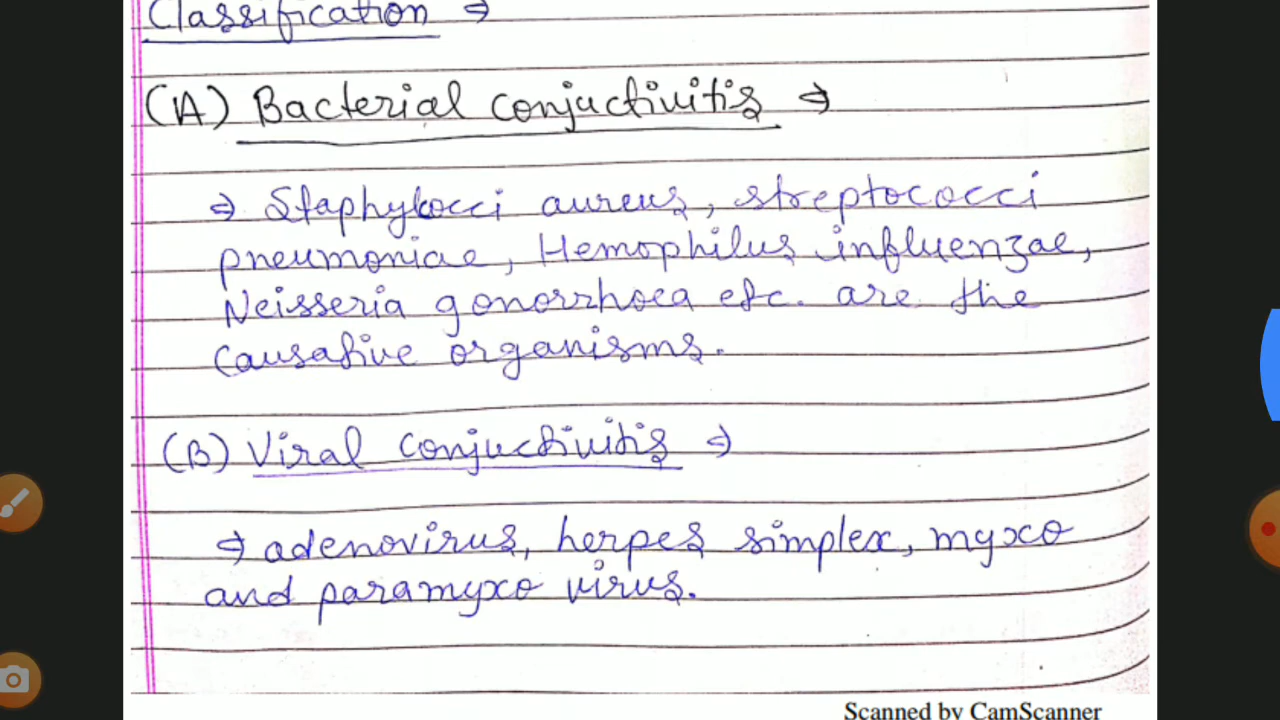 Classification ⇒
(A) Bacterial conjuctivitis ⇒
⇒ Staphylococci aureus, streptococci
pneumoniae, Hemophilus influenzae,
Neisseria gonorrhoea etc. are the
causative organisms.
(B) Viral conjuctivitis ⇒
⇒ adenovirus, herpes simplex, myxo
and paramyxo virus.
Scanned by CamScanner